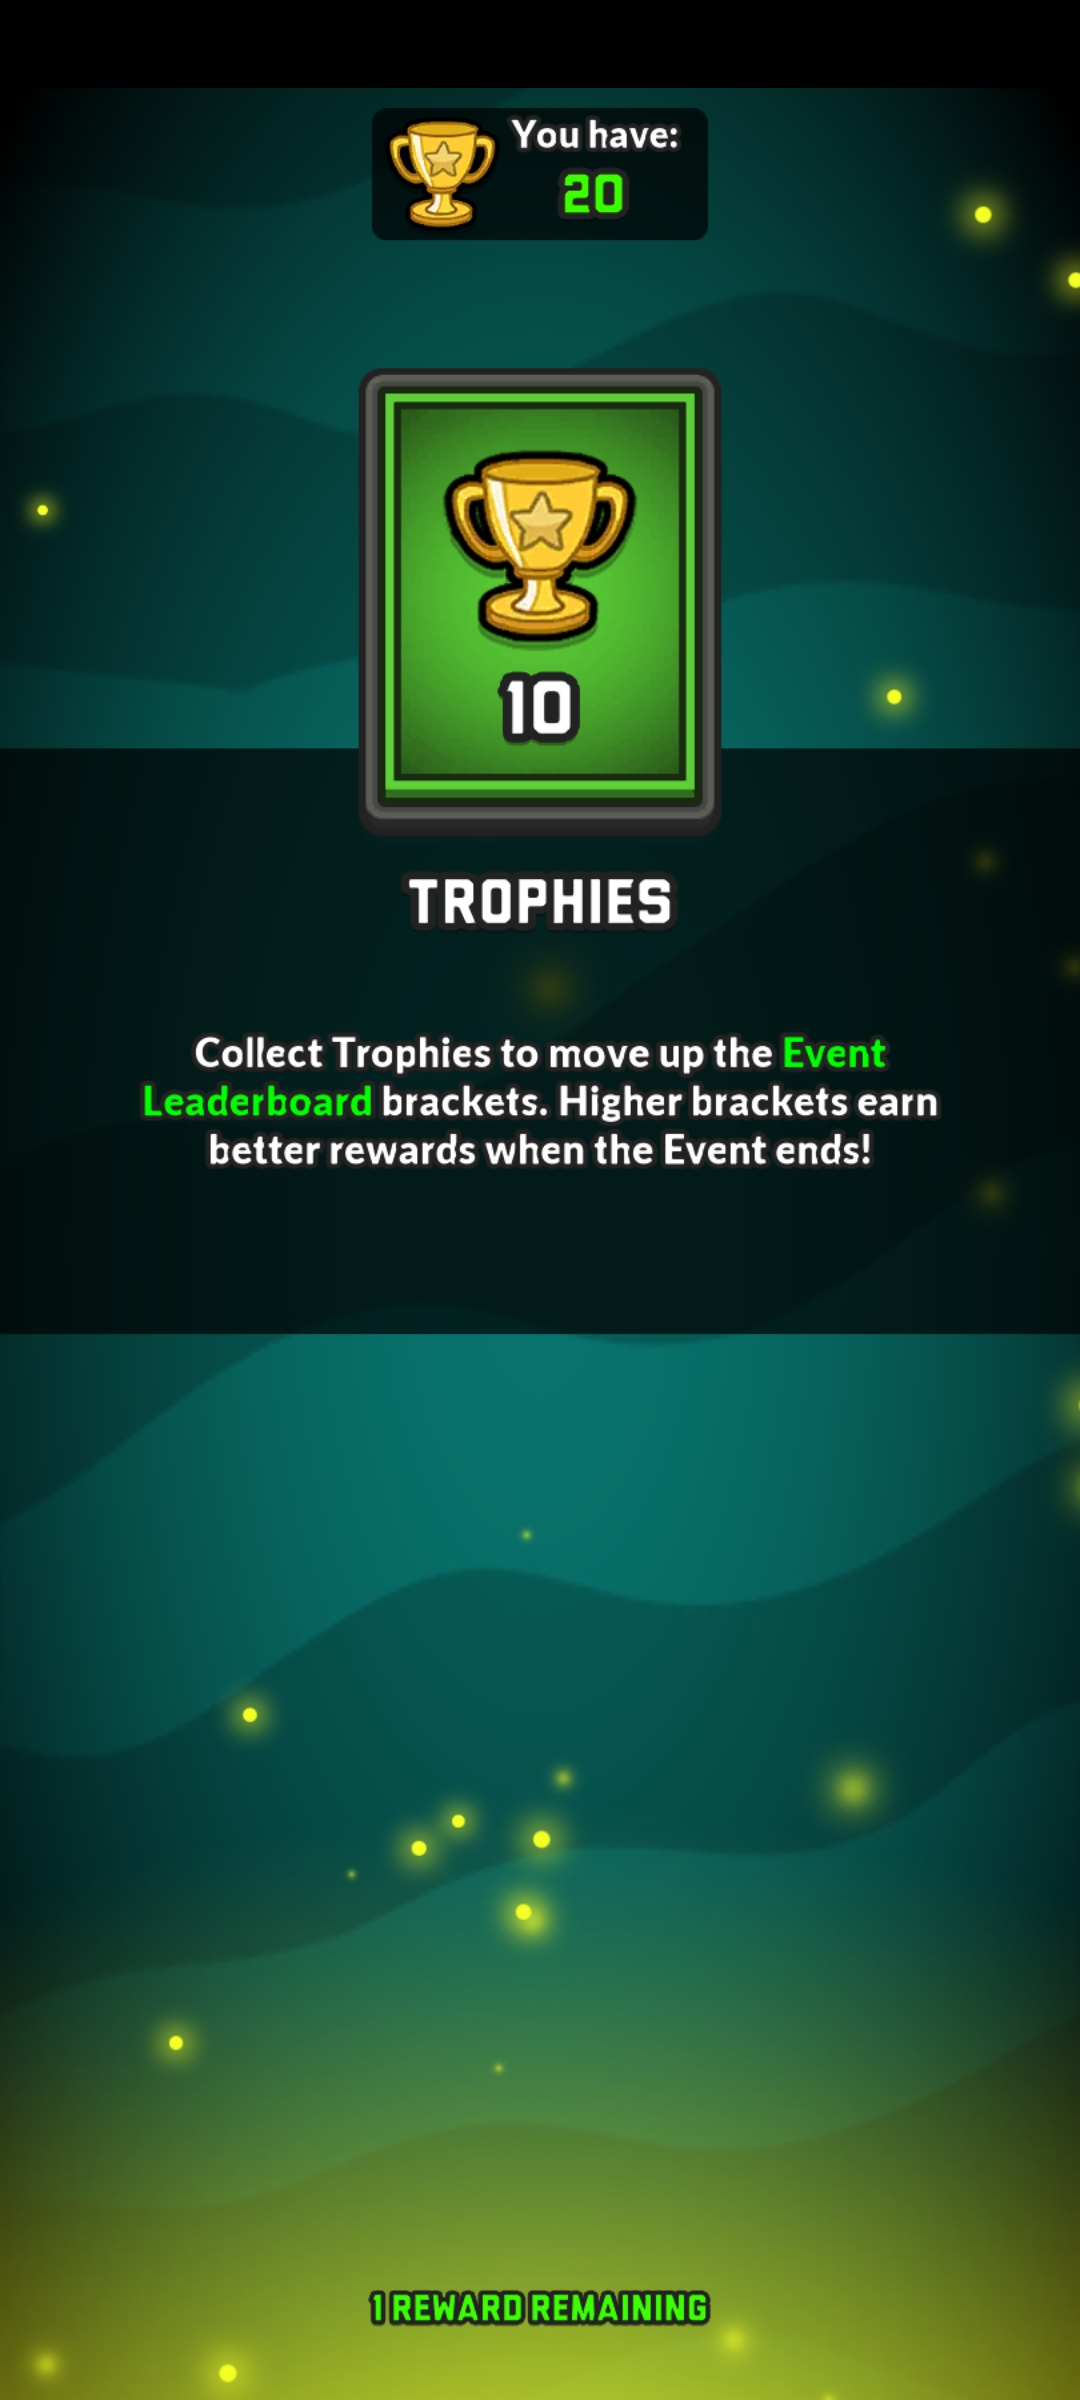 You have:
20
10
TROPHIES
Collect Trophies to move up the Event
Leaderboard brackets. Higher brackets earn
better rewards when the Event ends!
1 REWARD REMAINING